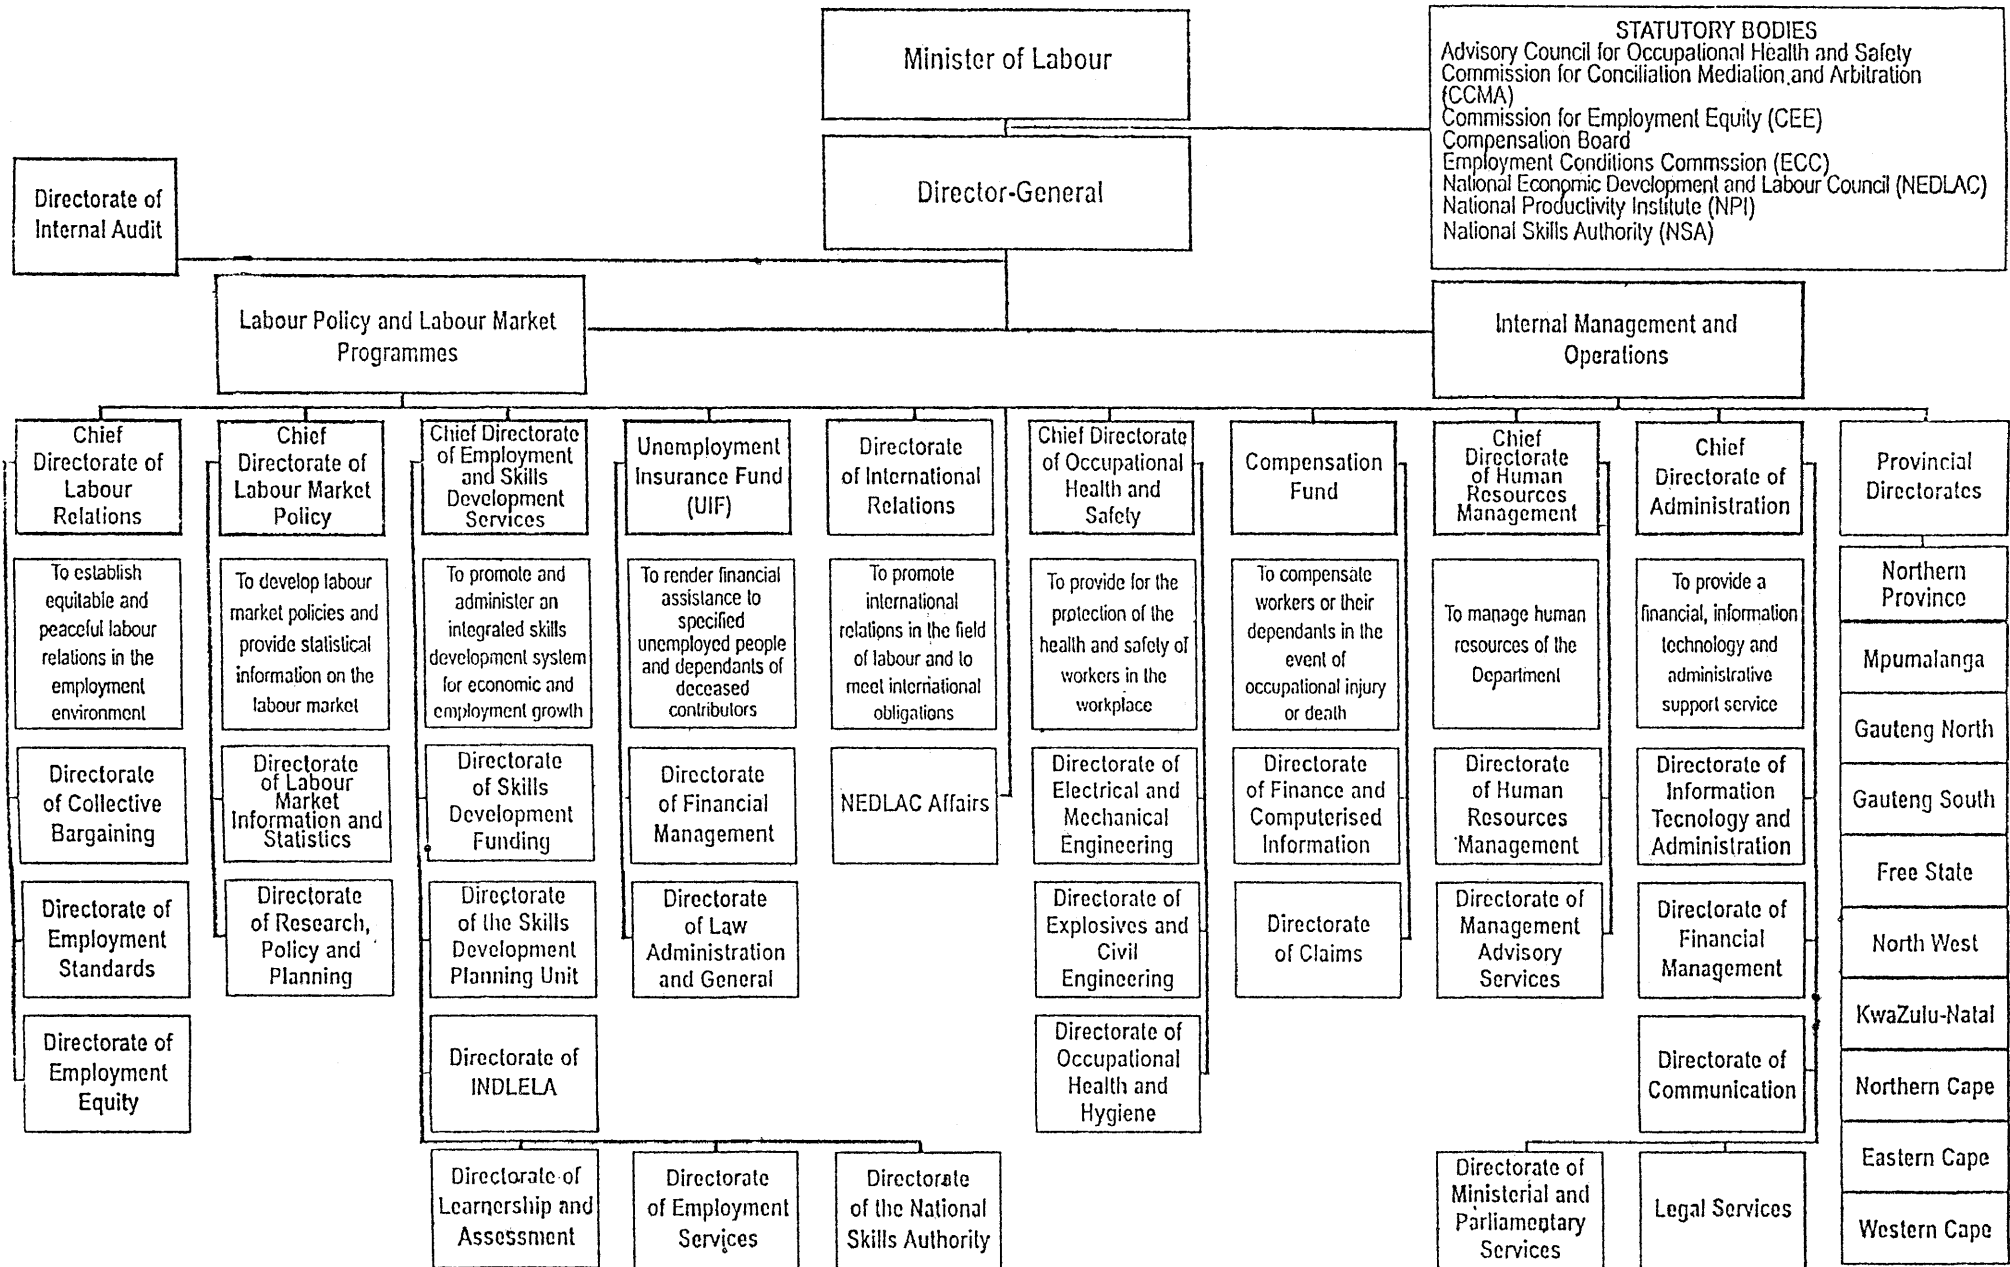 Minister of Labour
STATUTORY BODIES
Advisory Council for Occupational Health and Safety
Commission for Conciliation Mediation and Arbitration
(CCMA)
Commission for Employment Equity (CEE)
Compensation Board
Employment Conditions Commssion (ECC)
National Economic Development and Labour Council (NEDLAC)
National Productivity Institute (NPI)
National Skills Authority (NSA)
Director-General
Directorate of
Internal Audit
Labour Policy and Labour Market
Programmes
Internal Management and
Operations
Chief
Directorate of
Labour
Relations
To establish
equitable and
peaceful labour
relations in the
employment
environment
Directorate
of Collective
Bargaining
Directorate of
Employment
Standards
Directorate of
Employment
Equity
Chief
Directorate of
Labour Market
Policy
To develop labour
market policies and
provide statistical
information on the
labour market
Directorate
of Labour
Market
Information and
Statistics
Directorate
of Research,
Policy and
Planning
Chief Directorate
of Employment
and Skills
Development
Services
To promote and
administer an
integrated skills
development system
for economic and
employment growth
Directorate
of Skills
Development
Funding
Directorate
of the Skills
Development
Planning Unit
Directorate of
INDLELA
Directorate of
Learnership and
Assessment
Directorate
of Employment
Services
Directorate
of the National
Skills Authority
Unemployment
Insurance Fund
(UIF)
To render financial
assistance to
specified
unemployed people
and dependants of
deceased
contributors
Directorate
of Financial
Management
Directorate
of Law
Administration
and General
Directorate
of International
Relations
To promote
international
relations in the field
of labour and to
meet international
obligations
NEDLAC Affairs
Chief Directorate
of Occupational
Health and
Safety
To provide for the
protection of the
health and safety of
workers in the
workplace
Directorate of
Electrical and
Mechanical
Engineering
Directorate of
Explosives and
Civil
Engineering
Directorate of
Occupational
Health and
Hygiene
Compensation
Fund
To compensate
workers or their
dependants in the
event of
occupational injury
or death
Directorate
of Finance and
Computerised
Information
Directorate
of Claims
Chief
Directorate
of Human
Resources
Management
To manage human
resources of the
Department
Directorate
of Human
Resources
Management
Directorate of
Management
Advisory
Services
Chief
Directorate of
Administration
To provide a
financial, information
technology and
administrative
support service
Directorate of
Information
Tecnology and
Administration
Directorate of
Financial
Management
Directorate of
Communication
Directorate of
Ministerial and
Parliamentary
Services
Legal Services
Provincial
Directorates
Northern
Province
Mpumalanga
Gauteng North
Gauteng South
Free State
North West
KwaZulu-Natal
Northern Cape
Eastern Cape
Western Cape